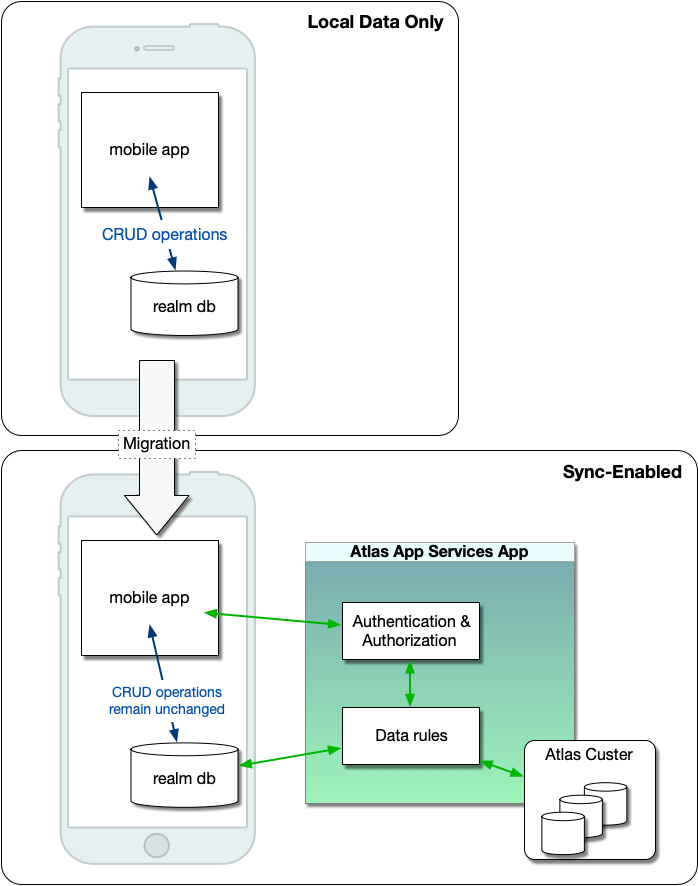 Local Data Only
mobile app
CRUD operations
realm db
Migration
Sync-Enabled
Atlas App Services App
mobile app
Authentication &
Authorization
CRUD operations
remain unchanged
Data rules
realm db
Atlas Custer